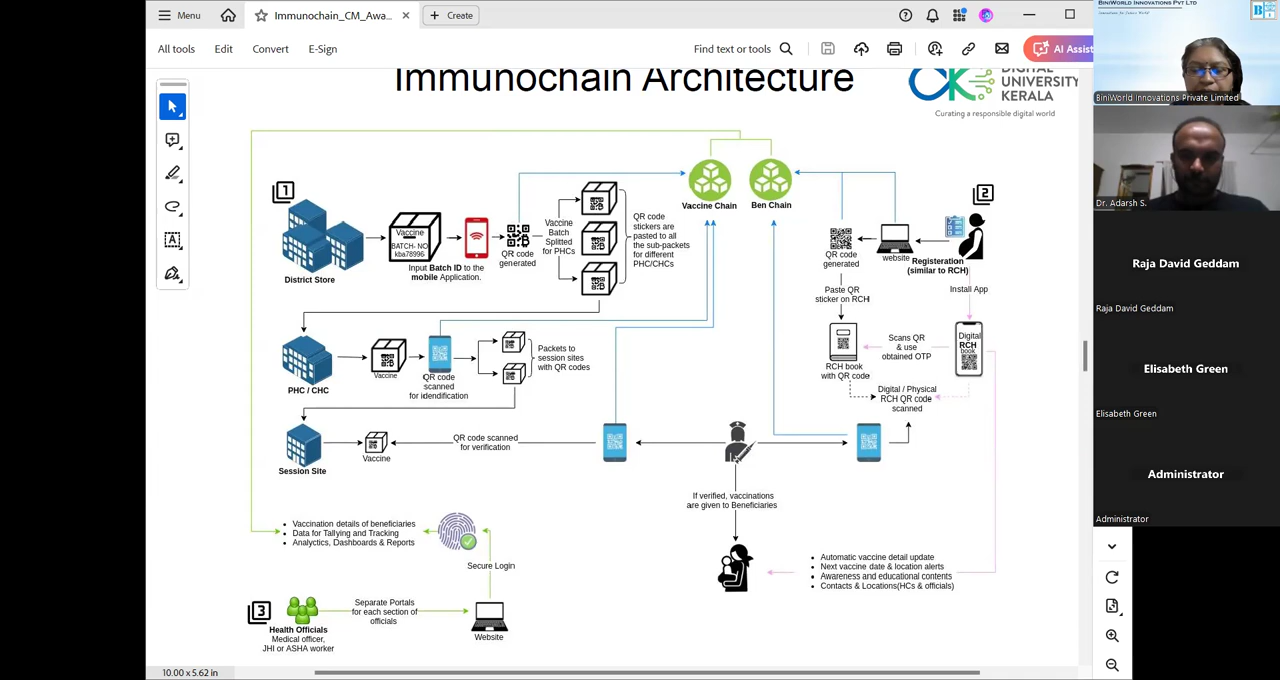 Menu
Immunochain_CM_Awa...
Create
All tools
Edit
Convert
E-Sign
Find text or tools
AI Assist
Immunochain Architecture
DIGITAL
UNIVERSITY
KERALA
Curating a responsible digital world
1
District Store
Vaccine
BATCH- NO
kba78996
Input Batch ID to the
mobile Application.
QR code
generated
Vaccine
Batch
Splitted
for PHCs
QR code
stickers are
pasted to all
the sub-packets
for different
PHC/CHCs
Vaccine Chain
Ben Chain
2
QR code
generated
website
Registeration
(similar to RCH)
Paste QR
sticker on RCH
Install App
RCH book
with QR code
Scans QR
& use
obtained OTP
Digital
RCH
book
Digital / Physical
RCH QR code
scanned
PHC / CHC
Vaccine
QR code
scanned
for identification
Packets to
session sites
with QR codes
Session Site
Vaccine
QR code scanned
for verification
If verified, vaccinations
are given to Beneficiaries
• Vaccination details of beneficiaries
• Data for Tallying and Tracking
• Analytics, Dashboards & Reports
Secure Login
• Automatic vaccine detail update
• Next vaccine date & location alerts
• Awareness and educational contents
• Contacts & Locations(HCs & officials)
3
Health Officials
Medical officer,
JHI or ASHA worker
Separate Portals
for each section of
officials
Website
10.00 x 5.62 in
BINIWORLD INNOVATIONS PVT LTD
BiniWorld Innovations Private Limited
Dr. Adarsh S.
Raja David Geddam
Raja David Geddam
Elisabeth Green
Elisabeth Green
Administrator
Administrator